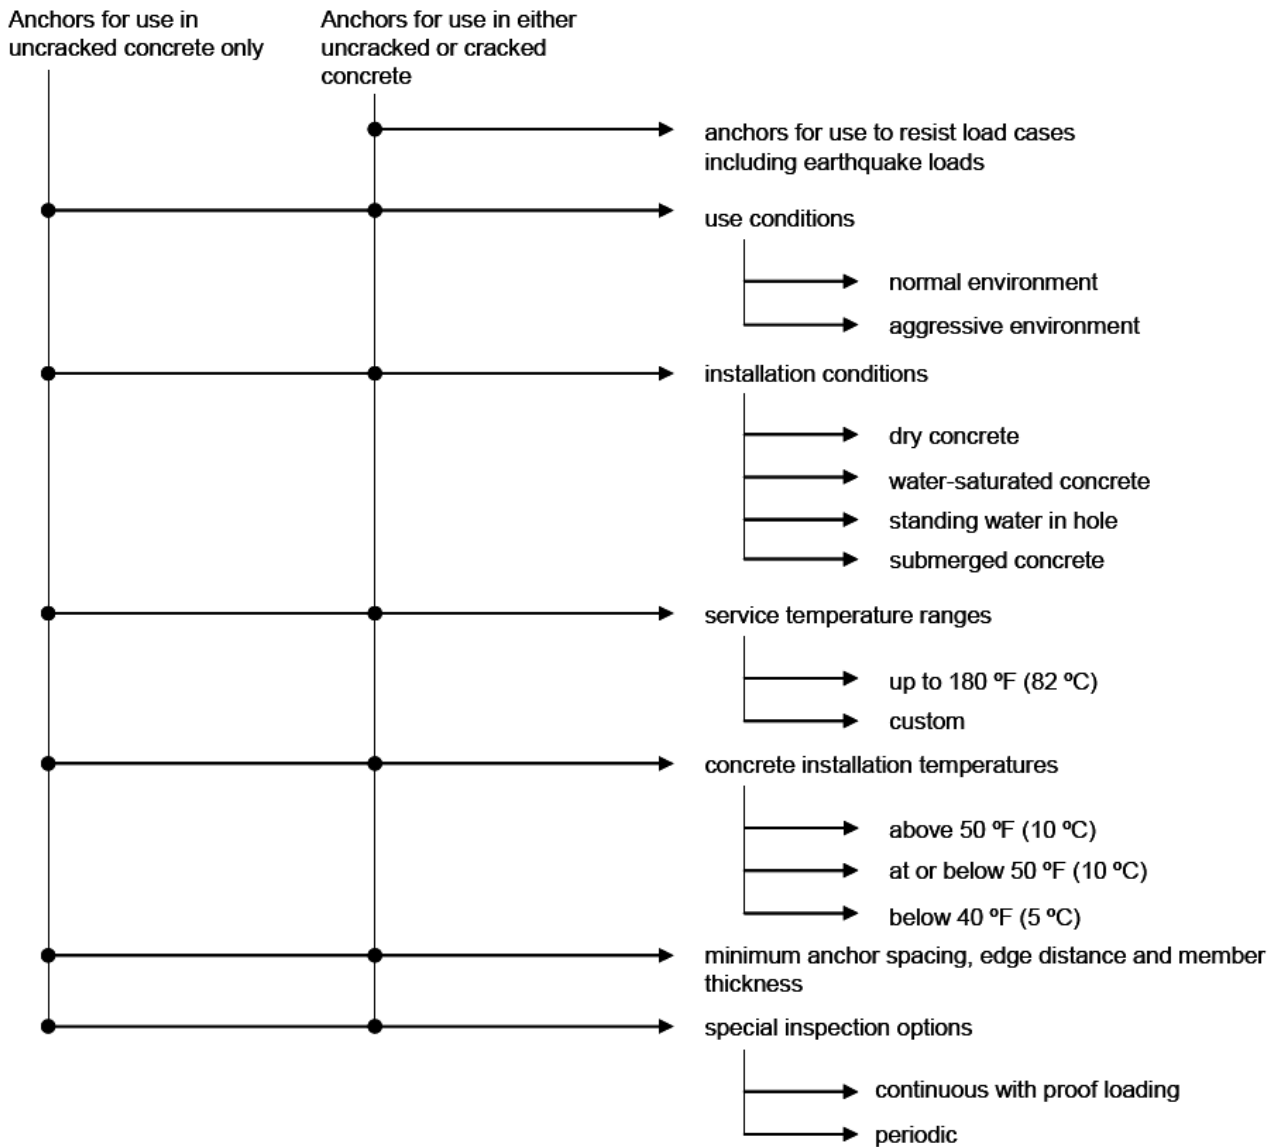 Anchors for use in
uncracked concrete only
Anchors for use in either
uncracked or cracked
concrete
anchors for use to resist load cases
including earthquake loads
use conditions
normal environment
aggressive environment
installation conditions
dry concrete
water-saturated concrete
standing water in hole
submerged concrete
service temperature ranges
up to 180 ºF (82 ºC)
custom
concrete installation temperatures
above 50 ºF (10 ºC)
at or below 50 ºF (10 ºC)
below 40 ºF (5 ºC)
minimum anchor spacing, edge distance and member
thickness
special inspection options
continuous with proof loading
periodic